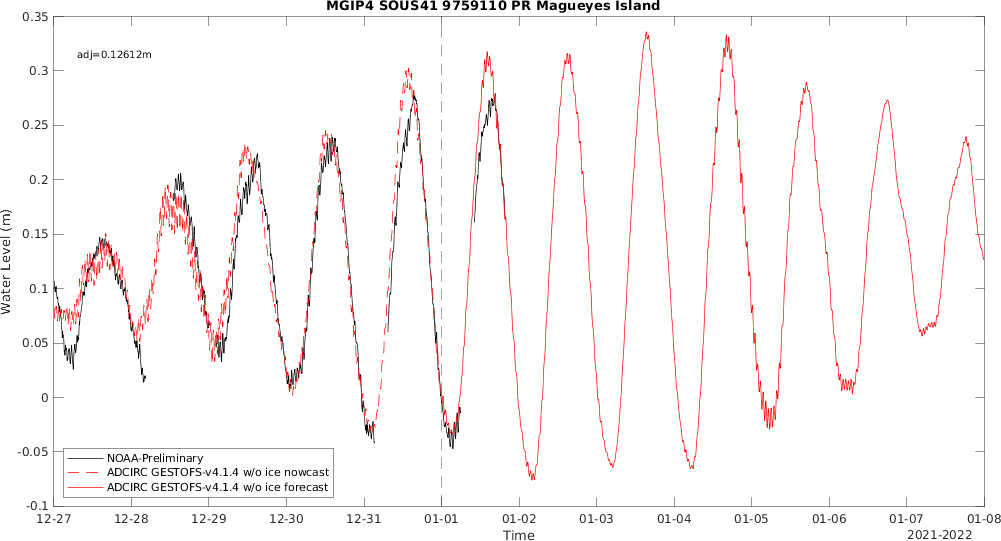 MGIP4 SOUS41 9759110 PR Magueyes Island
adj=0.12612m
0.35
0.3
0.25
0.2
0.15
0.1
0.05
0
-0.05
-0.1
Water Level (m)
NOAA-Preliminary
ADCIRC GESTOFS-v4.1.4 w/o ice nowcast
ADCIRC GESTOFS-v4.1.4 w/o ice forecast
12-27 12-28 12-29 12-30 12-31 01-01 01-02 01-03 01-04 01-05 01-06 01-07 01-08
Time
2021-2022